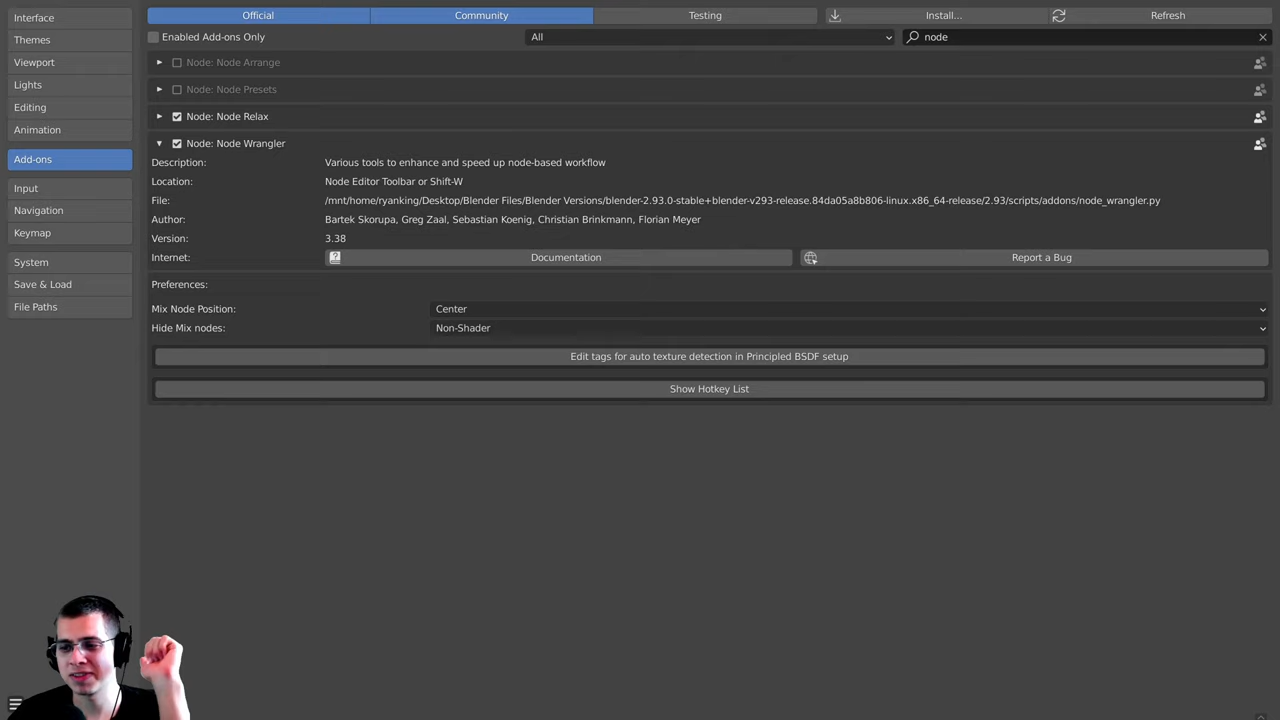 Interface
Themes
Viewport
Lights
Editing
Animation
Add-ons
Input
Navigation
Keymap
System
Save & Load
File Paths
Official Community Testing Install... Refresh
Enabled Add-ons Only All node
Node: Node Arrange
Node: Node Presets
Node: Node Relax
Node: Node Wrangler
Description: Various tools to enhance and speed up node-based workflow
Location: Node Editor Toolbar or Shift-W
File: /mnt/home/ryanking/Desktop/Blender Files/Blender Versions/blender-2.93.0-stable+blender-v293-release.84da05a8b806-linux.x86_64-release/2.93/scripts/addons/node_wrangler.py
Author: Bartek Skorupa, Greg Zaal, Sebastian Koenig, Christian Brinkmann, Florian Meyer
Version: 3.38
Internet: Documentation Report a Bug
Preferences:
Mix Node Position: Center
Hide Mix nodes: Non-Shader
Edit tags for auto texture detection in Principled BSDF setup
Show Hotkey List